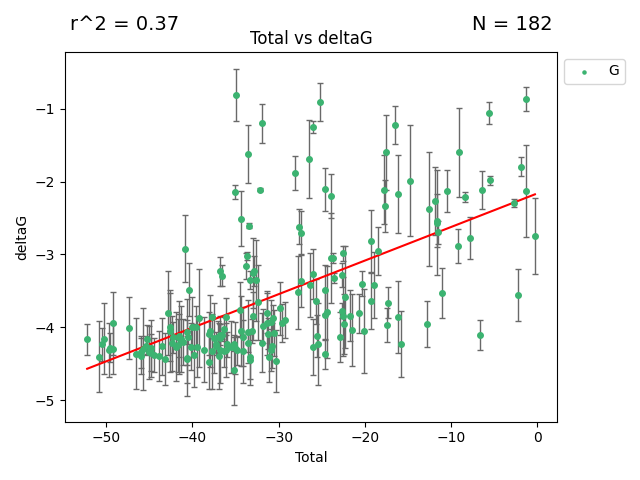 r^2 = 0.37
N = 182
Total vs deltaG
G
deltaG
−1
−2
−3
−4
−5
−50
−40
−30
−20
−10
0
Total